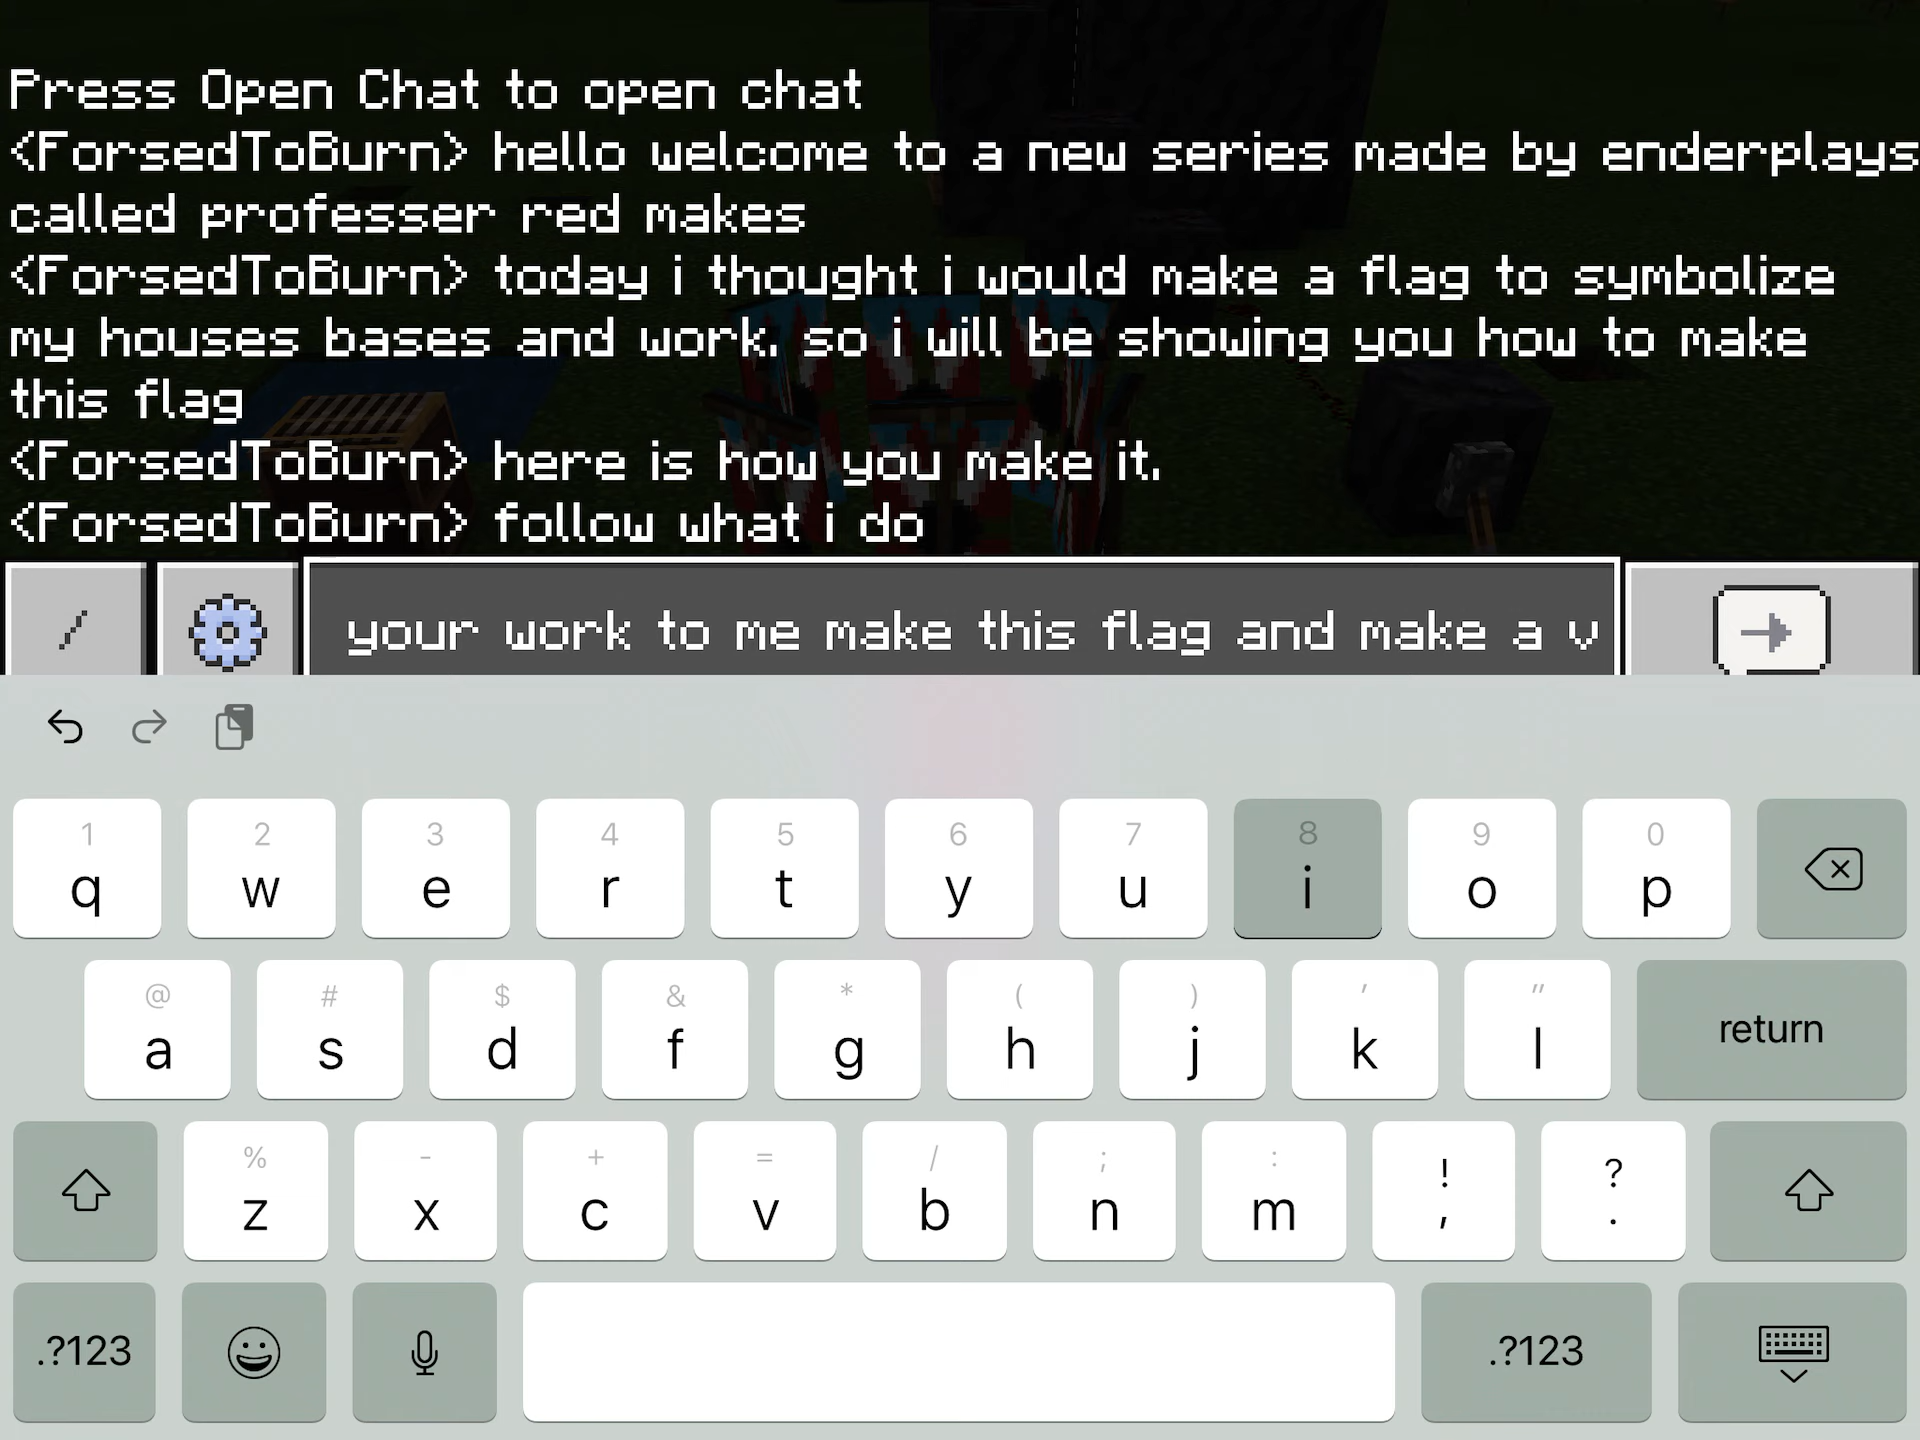 Press Open Chat to open chat
<ForsedToBurn> hello welcome to a new series made by enderplays
called professer red makes
<ForsedToBurn> today i thought i would make a flag to symbolize
my houses bases and work, so i will be showing you how to make
this flag
<ForsedToBurn> here is how you make it.
<ForsedToBurn> follow what i do
/ your work to me make this flag and make a v
1 2 3 4 5 6 7 8 9 0
q w e r t y u i o p
@ # $ & * ( ) ' "
a s d f g h j k l return
% - + = / ; : ! ?
z x c v b n m , .
.?123 .?123